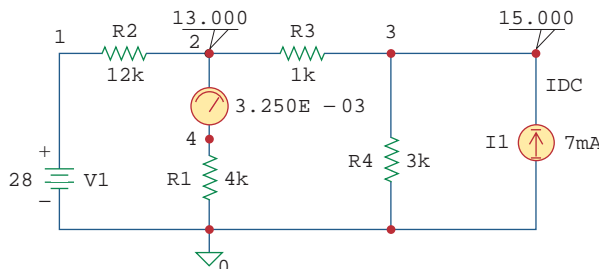 13.000
15.000
1
R2
2
R3
3
12k
1k
IDC
3.250E -03
4
+
28
V1
-
R1
4k
R4
3k
I1
7mA
0